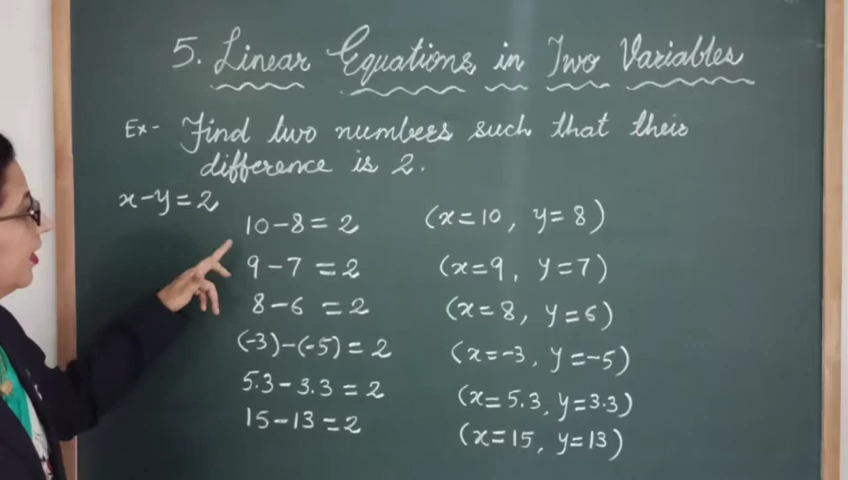 5. Linear Equations in Two Variables
Ex- Find two numbers such that their
difference is 2.
x-y=2
10-8=2 (x=10, y=8)
9-7=2 (x=9, y=7)
8-6=2 (x=8, y=6)
(-3)-(-5)=2 (x=-3, y=-5)
5.3-3.3=2 (x=5.3, y=3.3)
15-13=2 (x=15, y=13)